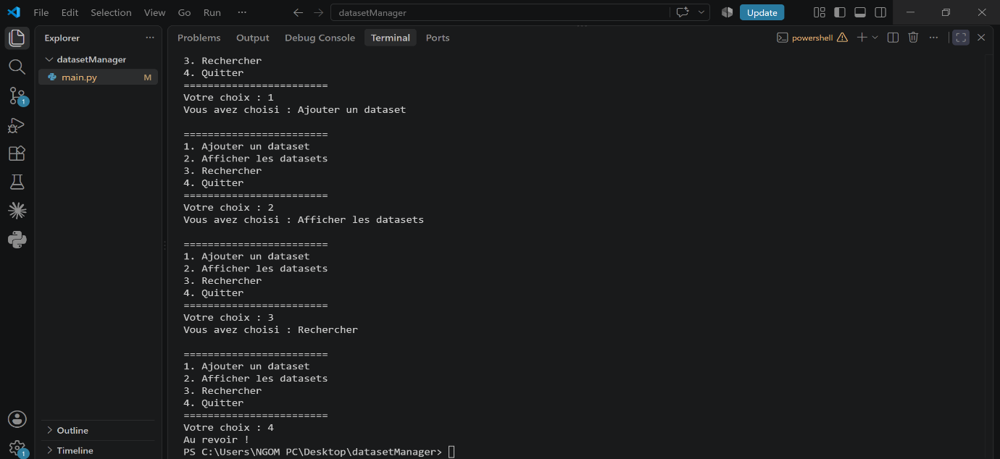 File Edit Selection View Go Run ··· datasetManager Update
Explorer ···
datasetManager
main.py M
Outline
Timeline
1
1
Problems Output Debug Console Terminal Ports powershell ···
3. Rechercher
4. Quitter
========================
Votre choix : 1
Vous avez choisi : Ajouter un dataset
========================
1. Ajouter un dataset
2. Afficher les datasets
3. Rechercher
4. Quitter
========================
Votre choix : 2
Vous avez choisi : Afficher les datasets
========================
1. Ajouter un dataset
2. Afficher les datasets
3. Rechercher
4. Quitter
========================
Votre choix : 3
Vous avez choisi : Rechercher
========================
1. Ajouter un dataset
2. Afficher les datasets
3. Rechercher
4. Quitter
========================
Votre choix : 4
Au revoir !
PS C:\Users\NGOM PC\Desktop\datasetManager>